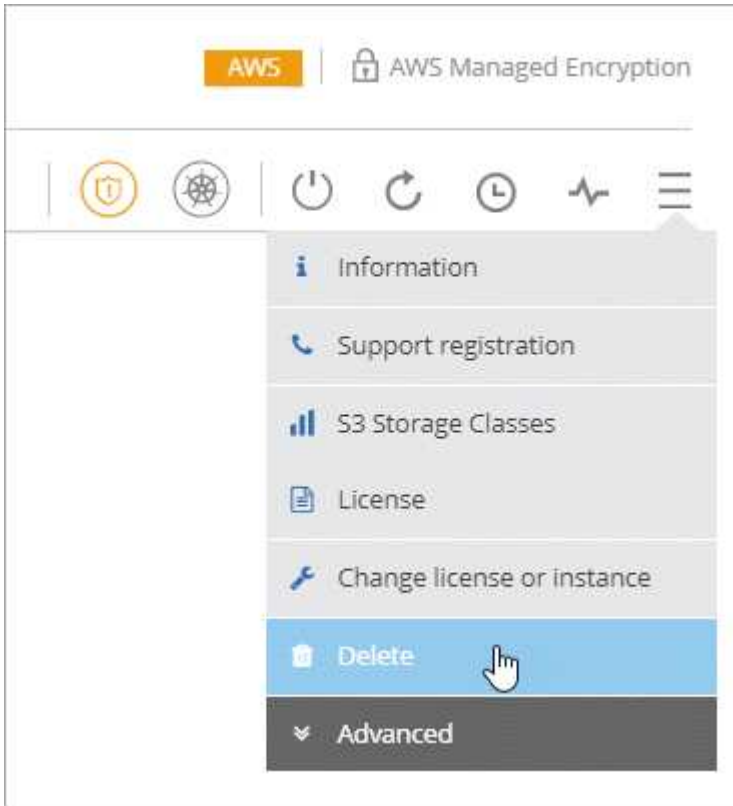 AWS
AWS Managed Encryption
Information
Support registration
S3 Storage Classes
License
Change license or instance
Delete
Advanced